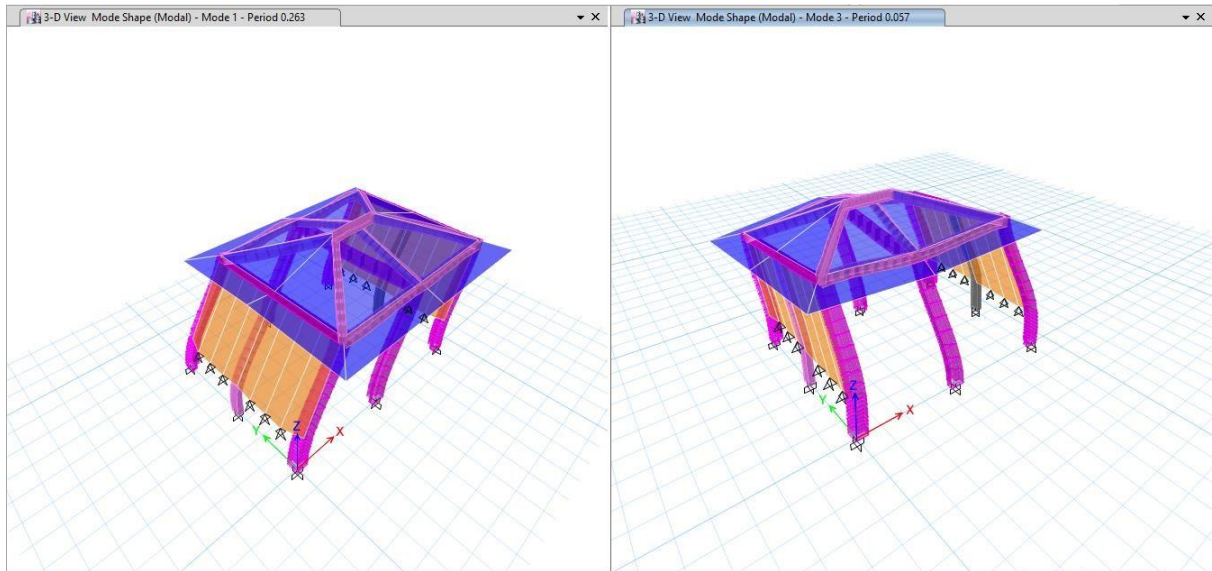 3-D View Mode Shape (Modal) - Mode 1 - Period 0.263
3-D View Mode Shape (Modal) - Mode 3 - Period 0.057
Z
Y
X
Z
Y
X